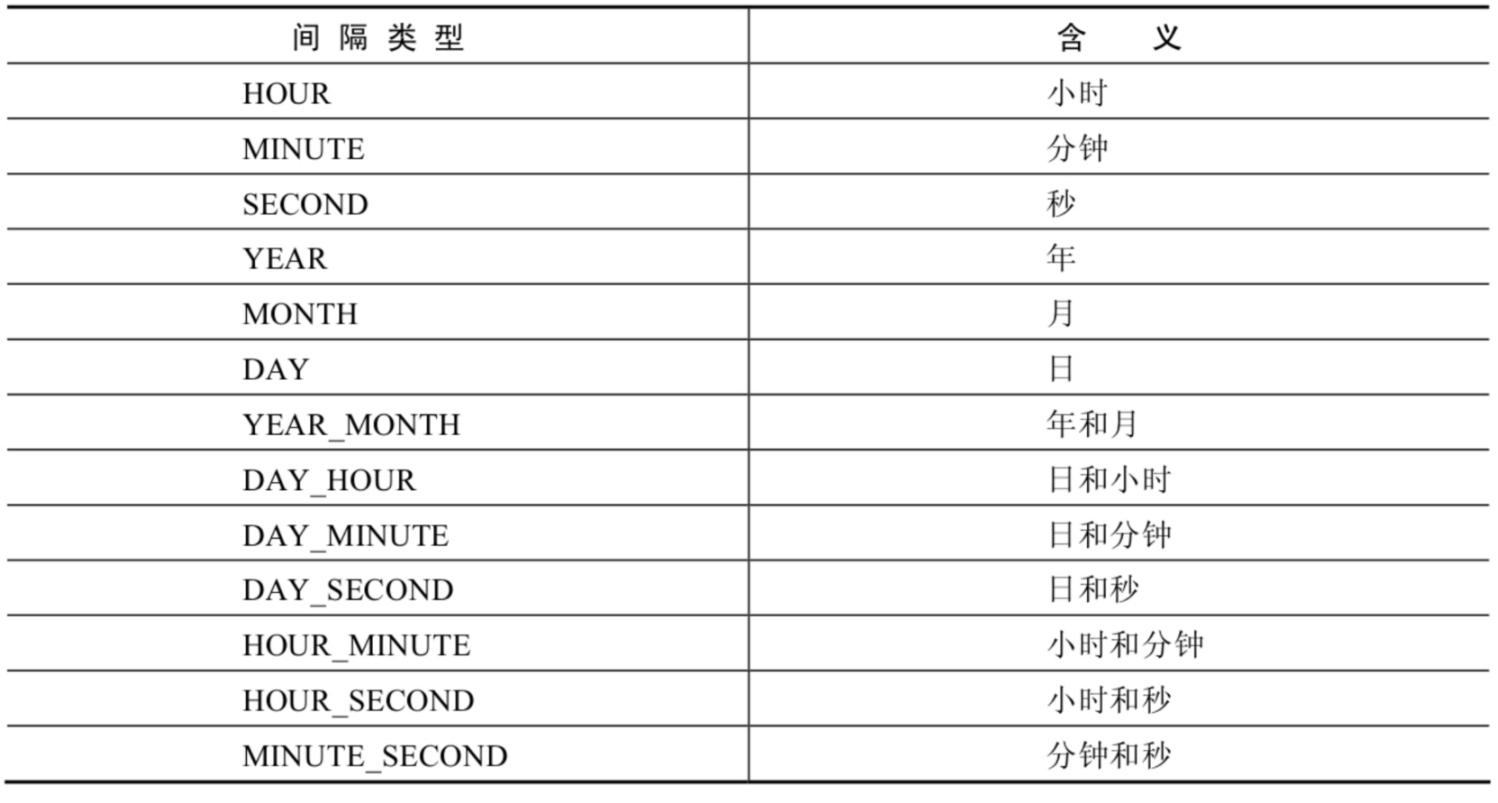 间隔类型 含义
HOUR 小时
MINUTE 分钟
SECOND 秒
YEAR 年
MONTH 月
DAY 日
YEAR_MONTH 年和月
DAY_HOUR 日和小时
DAY_MINUTE 日和分钟
DAY_SECOND 日和秒
HOUR_MINUTE 小时和分钟
HOUR_SECOND 小时和秒
MINUTE_SECOND 分钟和秒